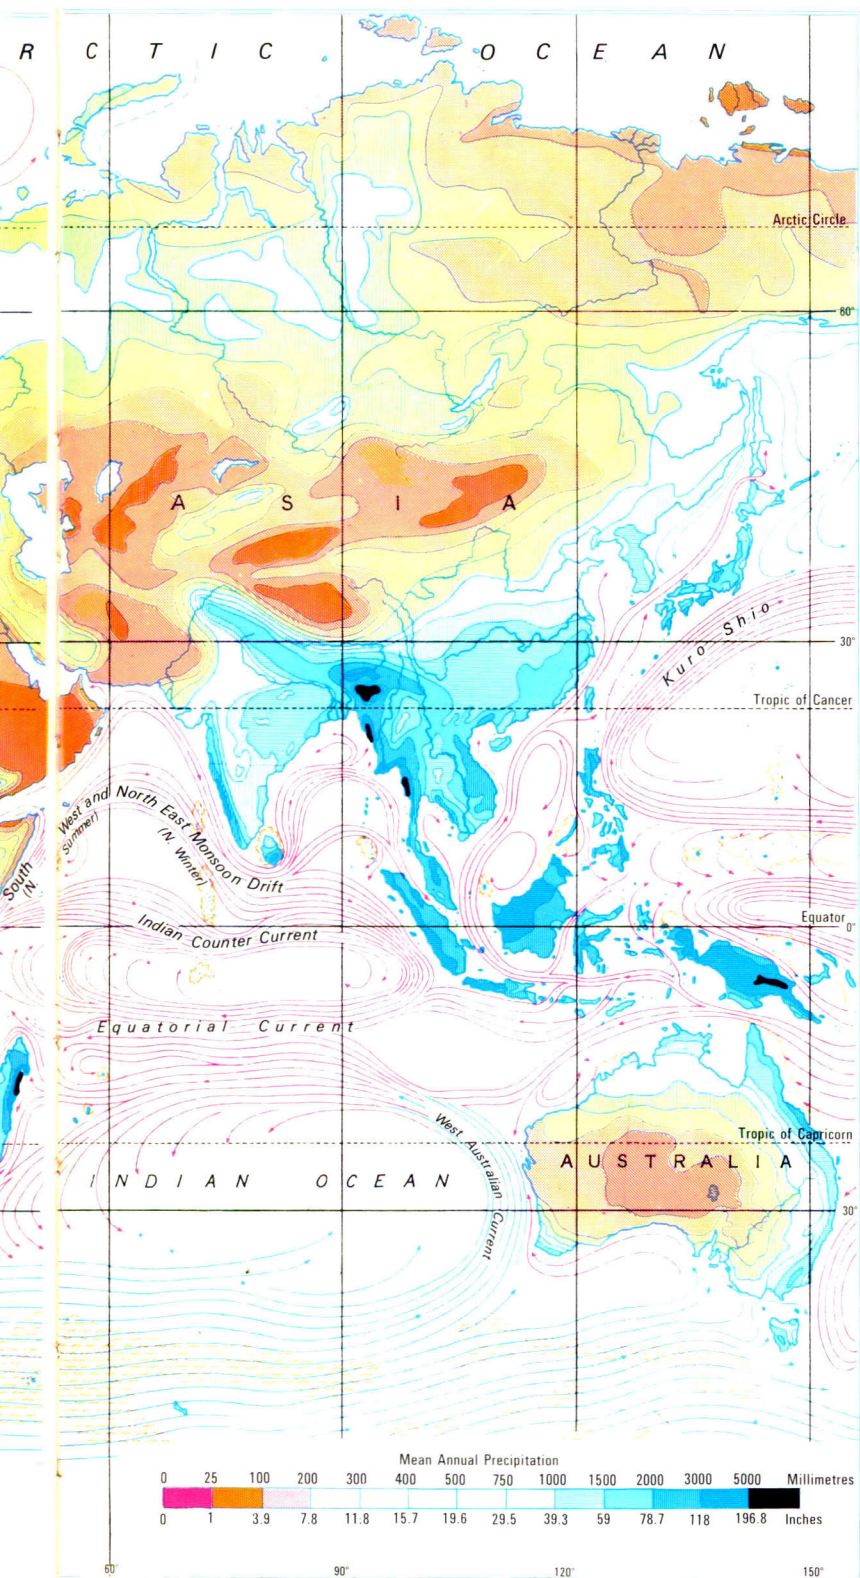 R C T I C O C E A N
Arctic Circle
60°
A S I A
30°
Kuro Shio
Tropic of Cancer
West and North East Monsoon Drift
Summer)
(N. Winter)
South
(N.
Equator
0°
Indian Counter Current
Equatorial Current
West Australian Current
Tropic of Capricorn
A U S T R A L I A
I N D I A N O C E A N
30°
Mean Annual Precipitation
0 25 100 200 300 400 500 750 1000 1500 2000 3000 5000 Millimetres
0 1 3.9 7.8 11.8 15.7 19.6 29.5 39.3 59 78.7 118 196.8 Inches
60° 90° 120° 150°